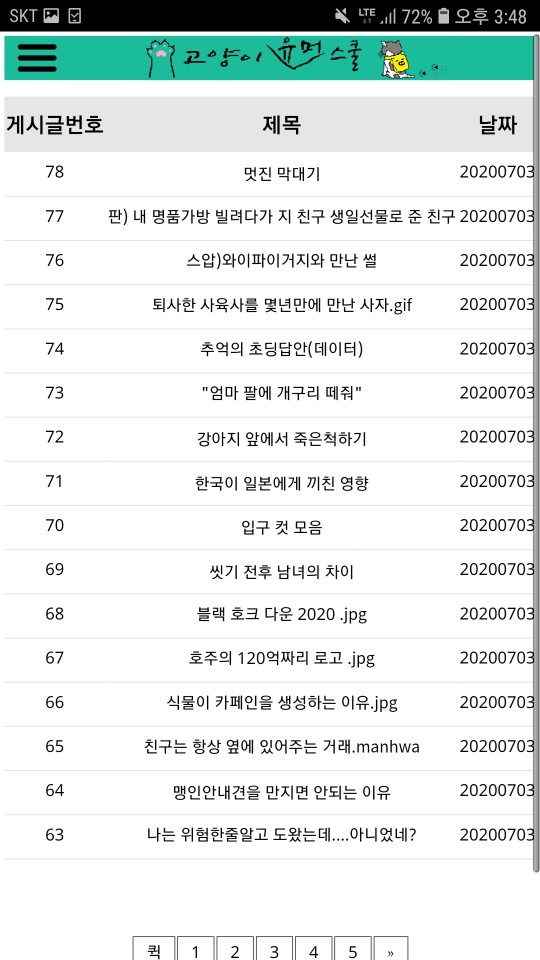 SKT LTE 72% 오후 3:48
고양이 유머 스쿨
게시글번호 제목 날짜
78 멋진 막대기 20200703
77 판) 내 명품가방 빌려다가 지 친구 생일선물로 준 친구 20200703
76 스압)와이파이거지와 만난 썰 20200703
75 퇴사한 사육사를 몇년만에 만난 사자.gif 20200703
74 추억의 초딩답안(데이터) 20200703
73 "엄마 팔에 개구리 떼줘" 20200703
72 강아지 앞에서 죽은척하기 20200703
71 한국이 일본에게 끼친 영향 20200703
70 입구 컷 모음 20200703
69 씻기 전후 남녀의 차이 20200703
68 블랙 호크 다운 2020 .jpg 20200703
67 호주의 120억짜리 로고 .jpg 20200703
66 식물이 카페인을 생성하는 이유.jpg 20200703
65 친구는 항상 옆에 있어주는 거래.manhwa 20200703
64 맹인안내견을 만지면 안되는 이유 20200703
63 나는 위험한줄알고 도왔는데....아니었네? 20200703
퀵 1 2 3 4 5 »